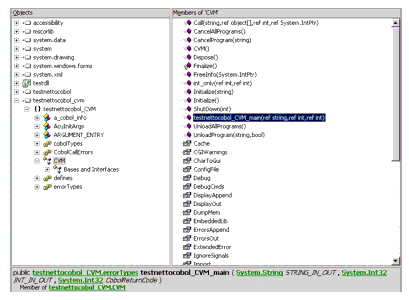 Objects
accessibility
mscorlib
system.data
system
system.drawing
system.windows.forms
system.xml
testdll
testnettocobol
testnettocobol_cvm
{} testnettocobol_CVM
a_cobol_info
AcuInitArgs
ARGUMENT_ENTRY
cobolTypes
CobolCallErrors
CVM
Bases and Interfaces
defines
errorTypes
Members of 'CVM'
Call(string,ref object[],ref int,ref System.IntPtr)
CancelAllPrograms()
CancelProgram(string)
CVM()
Dispose()
Finalize()
FreeInfo(System.IntPtr)
int_only(ref int,ref int)
Initialize(string)
Initialize()
ShutDown(int)
testnettocobol_CVM_main(ref string,ref int,ref int)
UnloadAllPrograms()
UnloadPrograms(string,bool)
Cache
CGIWarnings
CharToGui
ConfigFile
Debug
DebugCmds
DisplayAppend
DisplayOut
DumpMem
EmbeddedLib
ErrorsAppend
ErrorsOut
ExtendedError
IgnoreSignals
Import
public testnettocobol_CVM.errorTypes testnettocobol_CVM_main ( System.String STRING_IN_OUT , System.Int32
INT_IN_OUT , System.Int32 CobolReturnCode )
Member of testnettocobol_CVM.CVM